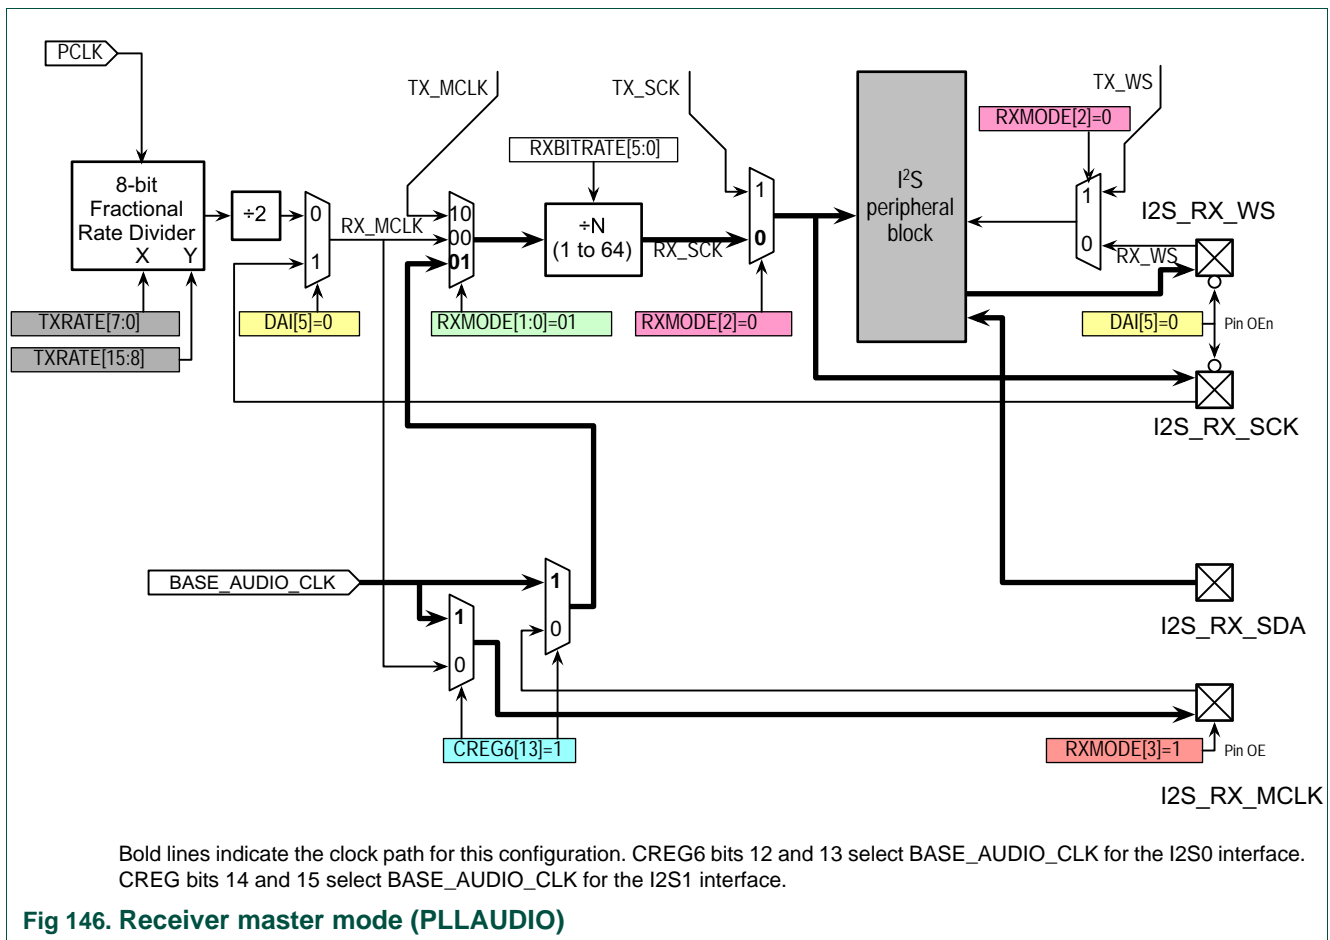 PCLK
TX_MCLK
TX_SCK
TX_WS
RXMODE[2]=0
RXBITRATE[5:0]
8-bit
Fractional
Rate Divider
X Y
÷2
0
1
RX_MCLK
10
00
01
÷N
(1 to 64)
RX_SCK
1
0
I²S
peripheral
block
1
0
RX_WS
I2S_RX_WS
TXRATE[7:0]
TXRATE[15:8]
DAI[5]=0
RXMODE[1:0]=01
RXMODE[2]=0
DAI[5]=0
Pin OEn
I2S_RX_SCK
BASE_AUDIO_CLK
1
0
1
0
I2S_RX_SDA
CREG6[13]=1
RXMODE[3]=1
Pin OE
I2S_RX_MCLK
Bold lines indicate the clock path for this configuration. CREG6 bits 12 and 13 select BASE_AUDIO_CLK for the I2S0 interface.
CREG bits 14 and 15 select BASE_AUDIO_CLK for the I2S1 interface.
Fig 146. Receiver master mode (PLLAUDIO)